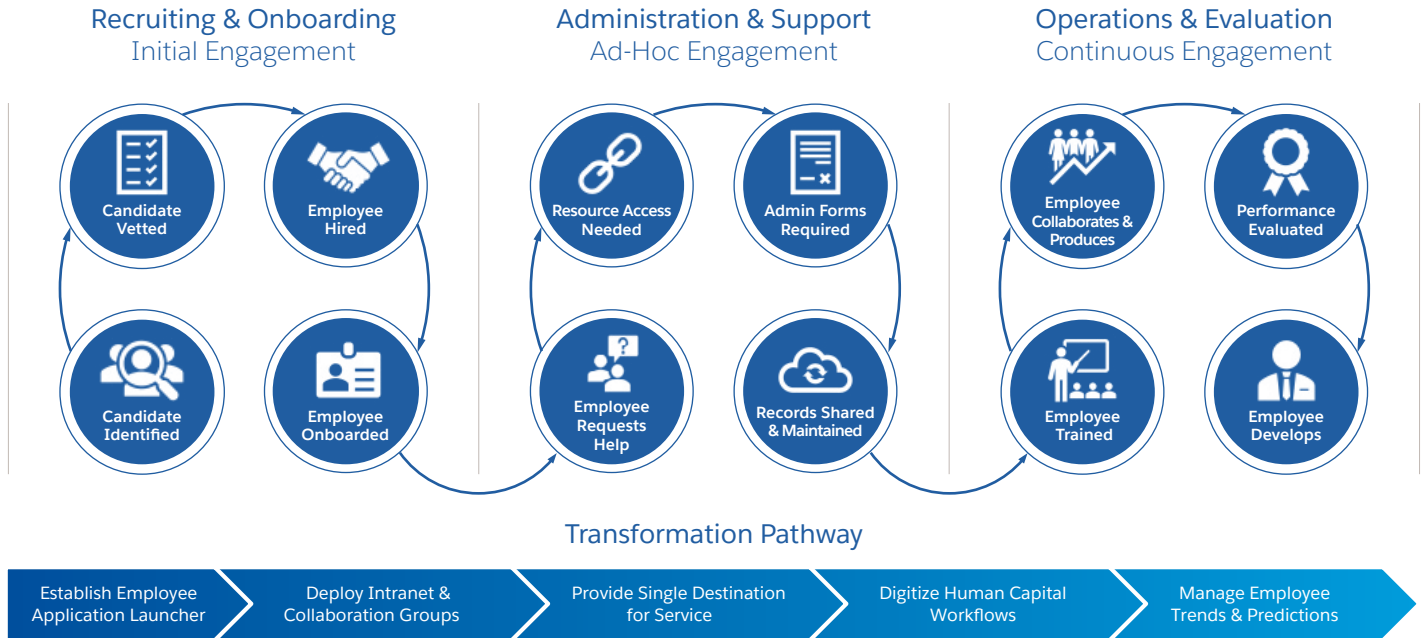 Recruiting & Onboarding
Initial Engagement
Administration & Support
Ad-Hoc Engagement
Operations & Evaluation
Continuous Engagement
Candidate
Vetted
Employee
Hired
Candidate
Identified
Employee
Onboarded
Resource Access
Needed
Admin Forms
Required
?
Employee
Requests
Help
Records Shared
& Maintained
Employee
Collaborates &
Produces
Performance
Evaluated
Employee
Trained
Employee
Develops
Transformation Pathway
Establish Employee
Application Launcher
Deploy Intranet &
Collaboration Groups
Provide Single Destination
for Service
Digitize Human Capital
Workflows
Manage Employee
Trends & Predictions